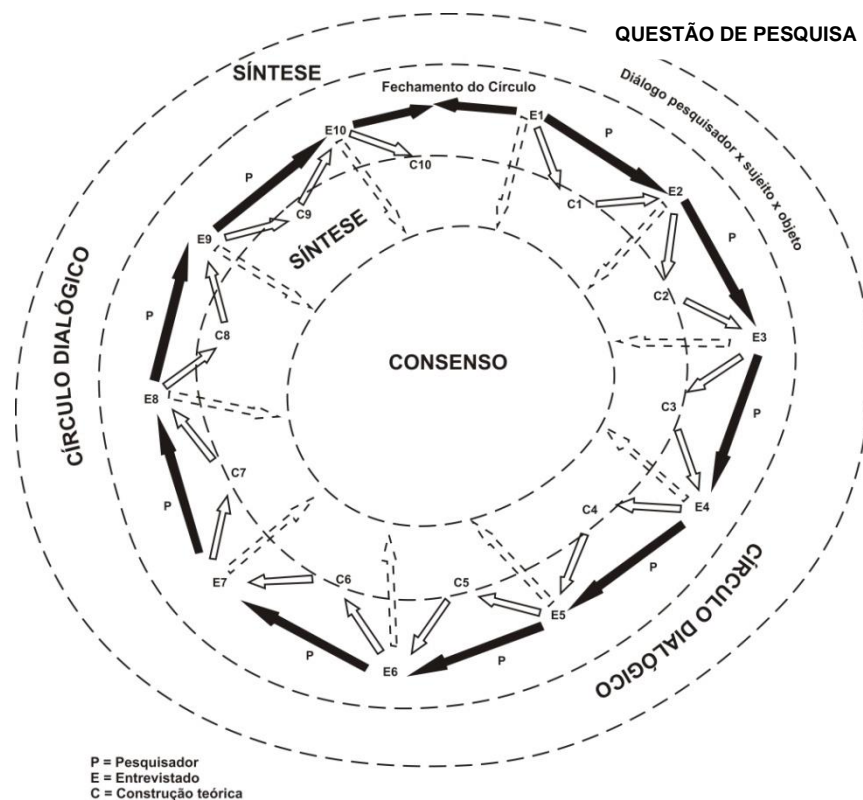 QUESTÃO DE PESQUISA
SÍNTESE
Diálogo pesquisador x sujeito x objeto
Fechamento do Círculo
E10
E1
P
C10
P
E2
C9
C1
E9
SÍNTESE
P
CÍRCULO DIALÓGICO
C2
P
C8
E3
CONSENSO
E8
C3
P
C7
E4
P
C4
CÍRCULO DIALÓGICO
P
E7
C6
C5
E5
P
P
E6
P = Pesquisador
E = Entrevistado
C = Construção teórica